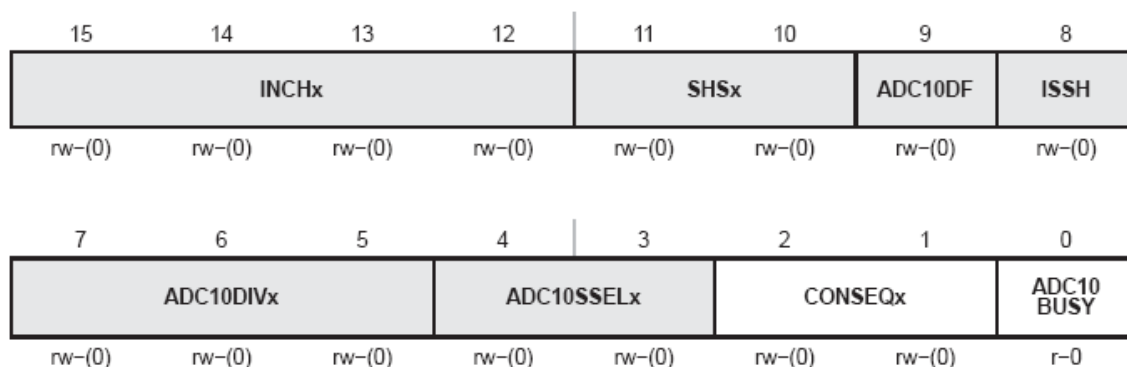 15 14 13 12 11 10 9 8
INCHx SHSx ADC10DF ISSH
rw−(0) rw−(0) rw−(0) rw−(0) rw−(0) rw−(0) rw−(0) rw−(0)
7 6 5 4 3 2 1 0
ADC10DIVx ADC10SSELx CONSEQx ADC10
BUSY
rw−(0) rw−(0) rw−(0) rw−(0) rw−(0) rw−(0) rw−(0) r−0